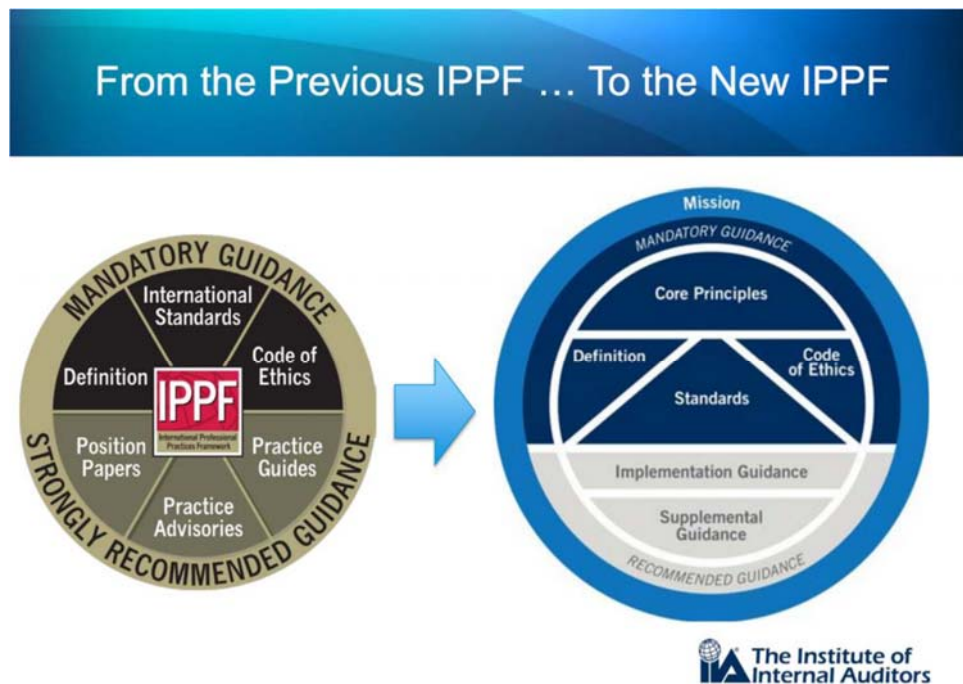 From the Previous IPPF … To the New IPPF
MANDATORY GUIDANCE
International
Standards
Definition
Code of
Ethics
IPPF
International Professional
Practices Framework
Position
Papers
Practice
Guides
Practice
Advisories
STRONGLY RECOMMENDED GUIDANCE
Mission
MANDATORY GUIDANCE
Core Principles
Definition
Code
of Ethics
Standards
Implementation Guidance
Supplemental
Guidance
RECOMMENDED GUIDANCE
IIA
The Institute of
Internal Auditors